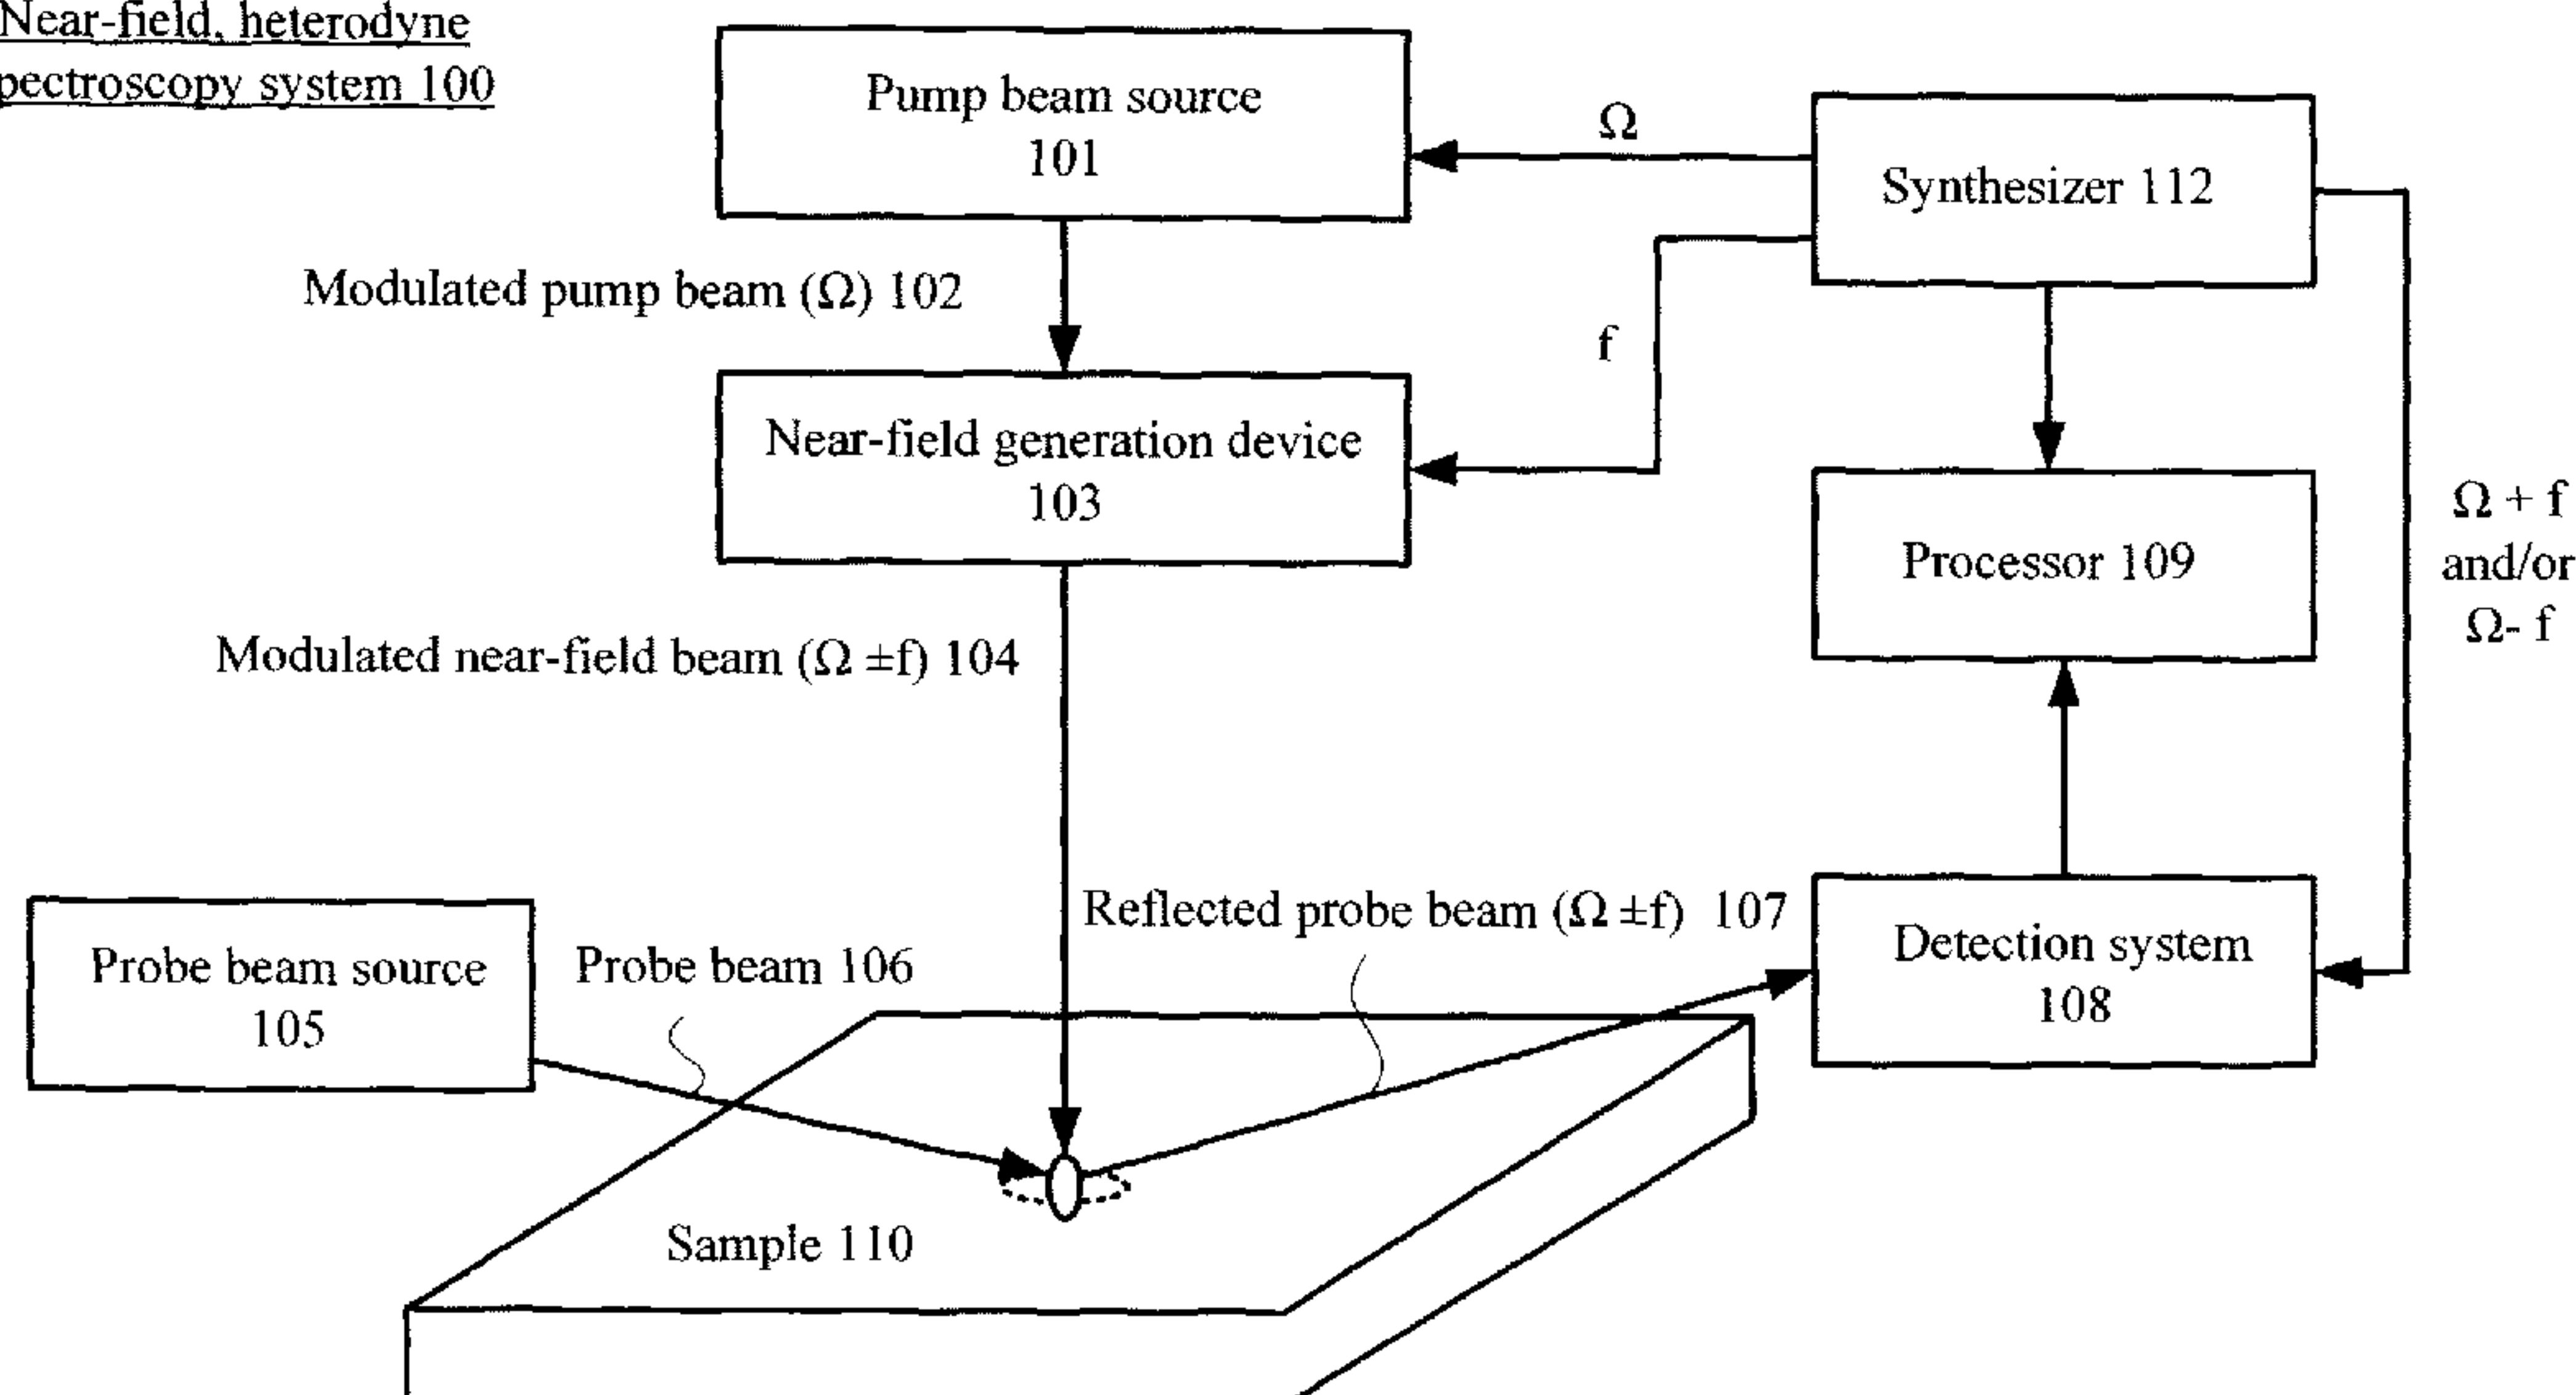 Near-field, heterodyne
pectroscopy system 100
Pump beam source
101
Ω
Synthesizer 112
Modulated pump beam (Ω) 102
f
Near-field generation device
103
Ω + f
and/or
Ω- f
Processor 109
Modulated near-field beam (Ω ±f) 104
Reflected probe beam (Ω ±f) 107
Probe beam source
105
Probe beam 106
Detection system
108
Sample 110